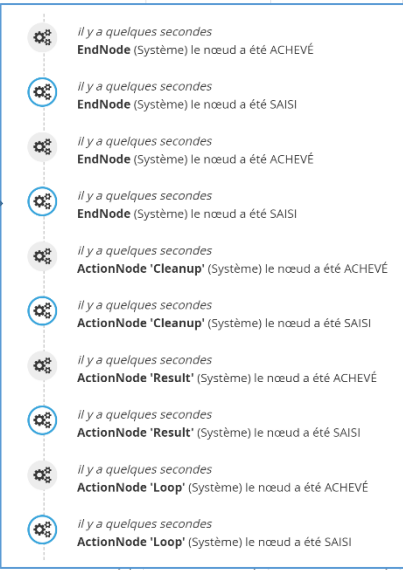 il y a quelques secondes
EndNode (Système) le nœud a été ACHEVÉ
il y a quelques secondes
EndNode (Système) le nœud a été SAISI
il y a quelques secondes
EndNode (Système) le nœud a été ACHEVÉ
il y a quelques secondes
EndNode (Système) le nœud a été SAISI
il y a quelques secondes
ActionNode 'Cleanup' (Système) le nœud a été ACHEVÉ
il y a quelques secondes
ActionNode 'Cleanup' (Système) le nœud a été SAISI
il y a quelques secondes
ActionNode 'Result' (Système) le nœud a été ACHEVÉ
il y a quelques secondes
ActionNode 'Result' (Système) le nœud a été SAISI
il y a quelques secondes
ActionNode 'Loop' (Système) le nœud a été ACHEVÉ
il y a quelques secondes
ActionNode 'Loop' (Système) le nœud a été SAISI